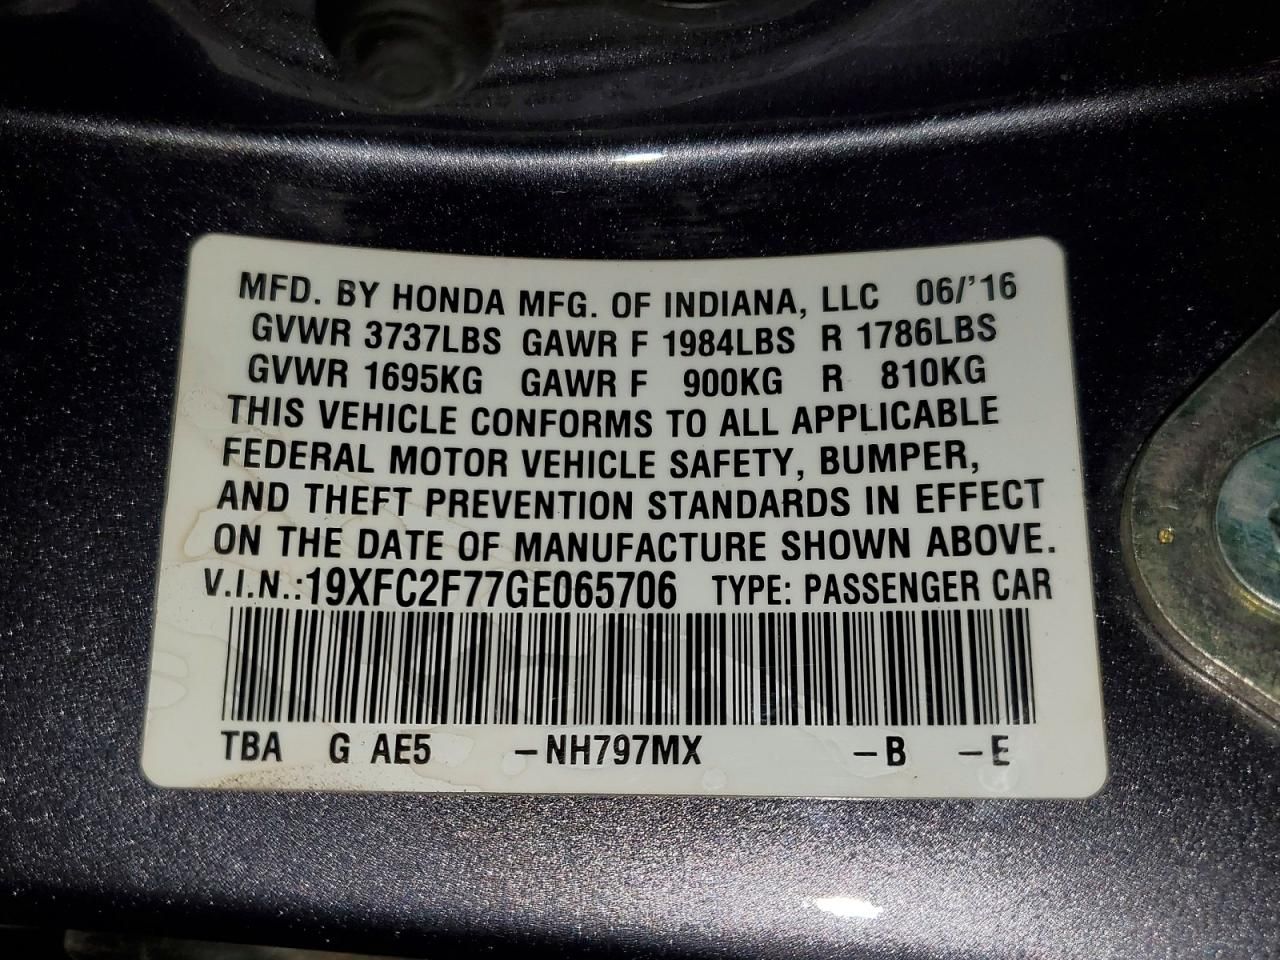 MFD. BY HONDA MFG. OF INDIANA, LLC 06/'16
GVWR 3737LBS GAWR F 1984LBS R 1786LBS
GVWR 1695KG GAWR F 900KG R 810KG
THIS VEHICLE CONFORMS TO ALL APPLICABLE
FEDERAL MOTOR VEHICLE SAFETY, BUMPER,
AND THEFT PREVENTION STANDARDS IN EFFECT
ON THE DATE OF MANUFACTURE SHOWN ABOVE.
V.I.N.:19XFC2F77GE065706 TYPE: PASSENGER CAR
TBA G AE5 –NH797MX –B –E